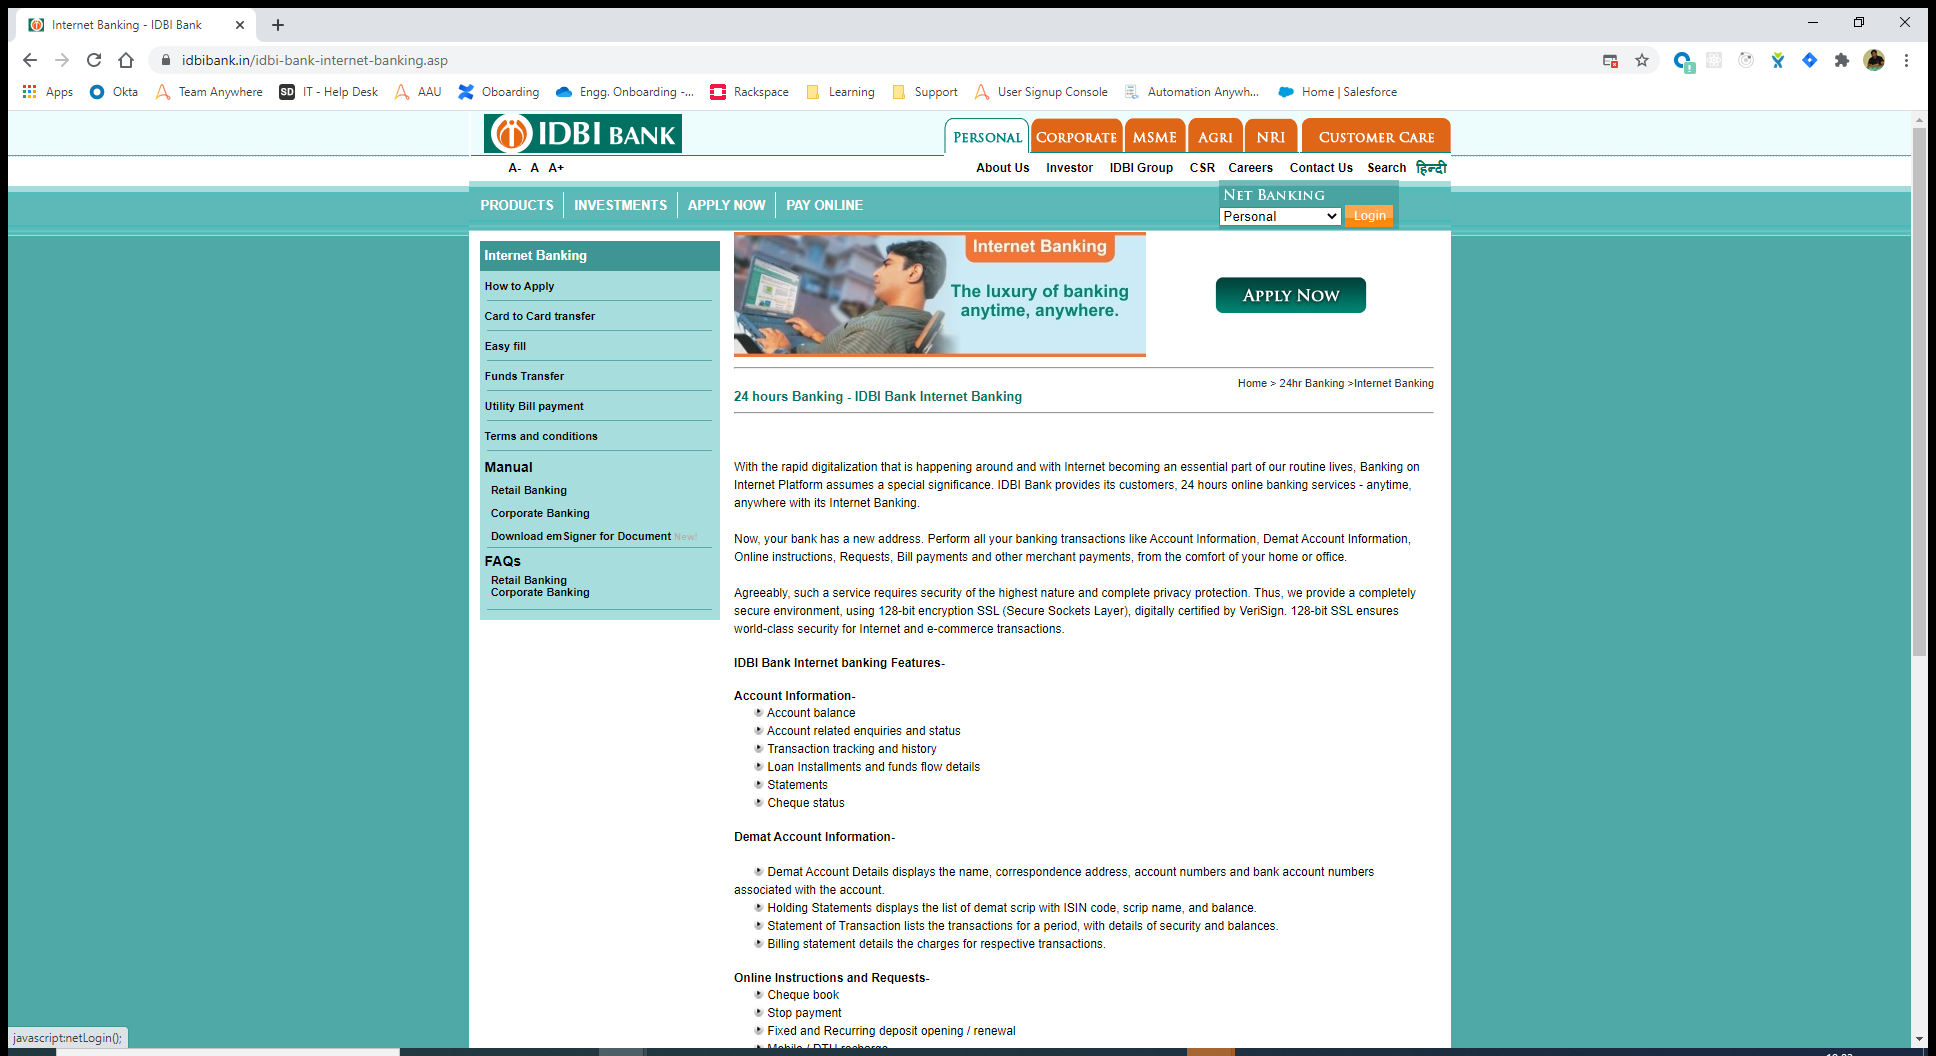 Internet Banking - IDBI Bank
idbibank.in/idbi-bank-internet-banking.asp
Apps Okta Team Anywhere SD IT - Help Desk AAU Oboarding Engg. Onboarding -... Rackspace Learning Support User Signup Console Automation Anywh... Home | Salesforce
IDBI BANK
PERSONAL CORPORATE MSME AGRI NRI CUSTOMER CARE
A- A A+
About Us Investor IDBI Group CSR Careers Contact Us Search हिन्दी
PRODUCTS INVESTMENTS APPLY NOW PAY ONLINE
NET BANKING
Personal Login
Internet Banking
How to Apply
Card to Card transfer
Easy fill
Funds Transfer
Utility Bill payment
Terms and conditions
Manual
Retail Banking
Corporate Banking
Download emSigner for Document New!
FAQs
Retail Banking
Corporate Banking
Internet Banking
The luxury of banking
anytime, anywhere.
APPLY NOW
Home > 24hr Banking >Internet Banking
24 hours Banking - IDBI Bank Internet Banking
With the rapid digitalization that is happening around and with Internet becoming an essential part of our routine lives, Banking on
Internet Platform assumes a special significance. IDBI Bank provides its customers, 24 hours online banking services - anytime,
anywhere with its Internet Banking.
Now, your bank has a new address. Perform all your banking transactions like Account Information, Demat Account Information,
Online instructions, Requests, Bill payments and other merchant payments, from the comfort of your home or office.
Agreeably, such a service requires security of the highest nature and complete privacy protection. Thus, we provide a completely
secure environment, using 128-bit encryption SSL (Secure Sockets Layer), digitally certified by VeriSign. 128-bit SSL ensures
world-class security for Internet and e-commerce transactions.
IDBI Bank Internet banking Features-
Account Information-
Account balance
Account related enquiries and status
Transaction tracking and history
Loan Installments and funds flow details
Statements
Cheque status
Demat Account Information-
Demat Account Details displays the name, correspondence address, account numbers and bank account numbers
associated with the account.
Holding Statements displays the list of demat scrip with ISIN code, scrip name, and balance.
Statement of Transaction lists the transactions for a period, with details of security and balances.
Billing statement details the charges for respective transactions.
Online Instructions and Requests-
Cheque book
Stop payment
Fixed and Recurring deposit opening / renewal
Mobile / DTH recharge
javascript:netLogin();